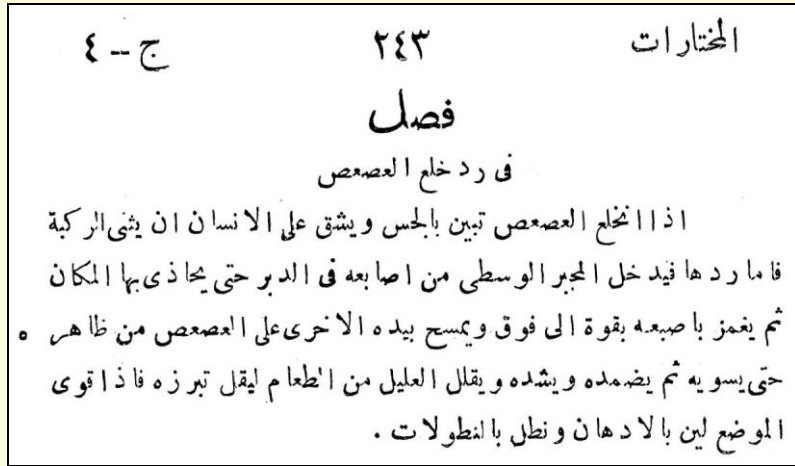 المختارات ٢٤٣ ج -- ٤
فصل
فى رد خلع العصعص
اذا انخلع العصعص تبين بالجس ويشق على الانسان ان يثنى الركبة
فاما ردها فيدخل المجبر الوسطى من اصابعه فى الدبر حتى يحاذى بها المكان
ثم يغمز باصبعه بقوة الى فوق ويمسح بيده الاخرى على العصعص من ظاهر ٥
حتى يسويه ثم يضمده ويشده ويقلل العليل من الطعام ليقل تبرزه فاذا قوى
الموضع لين بالادهان ونطل بالنطولات .